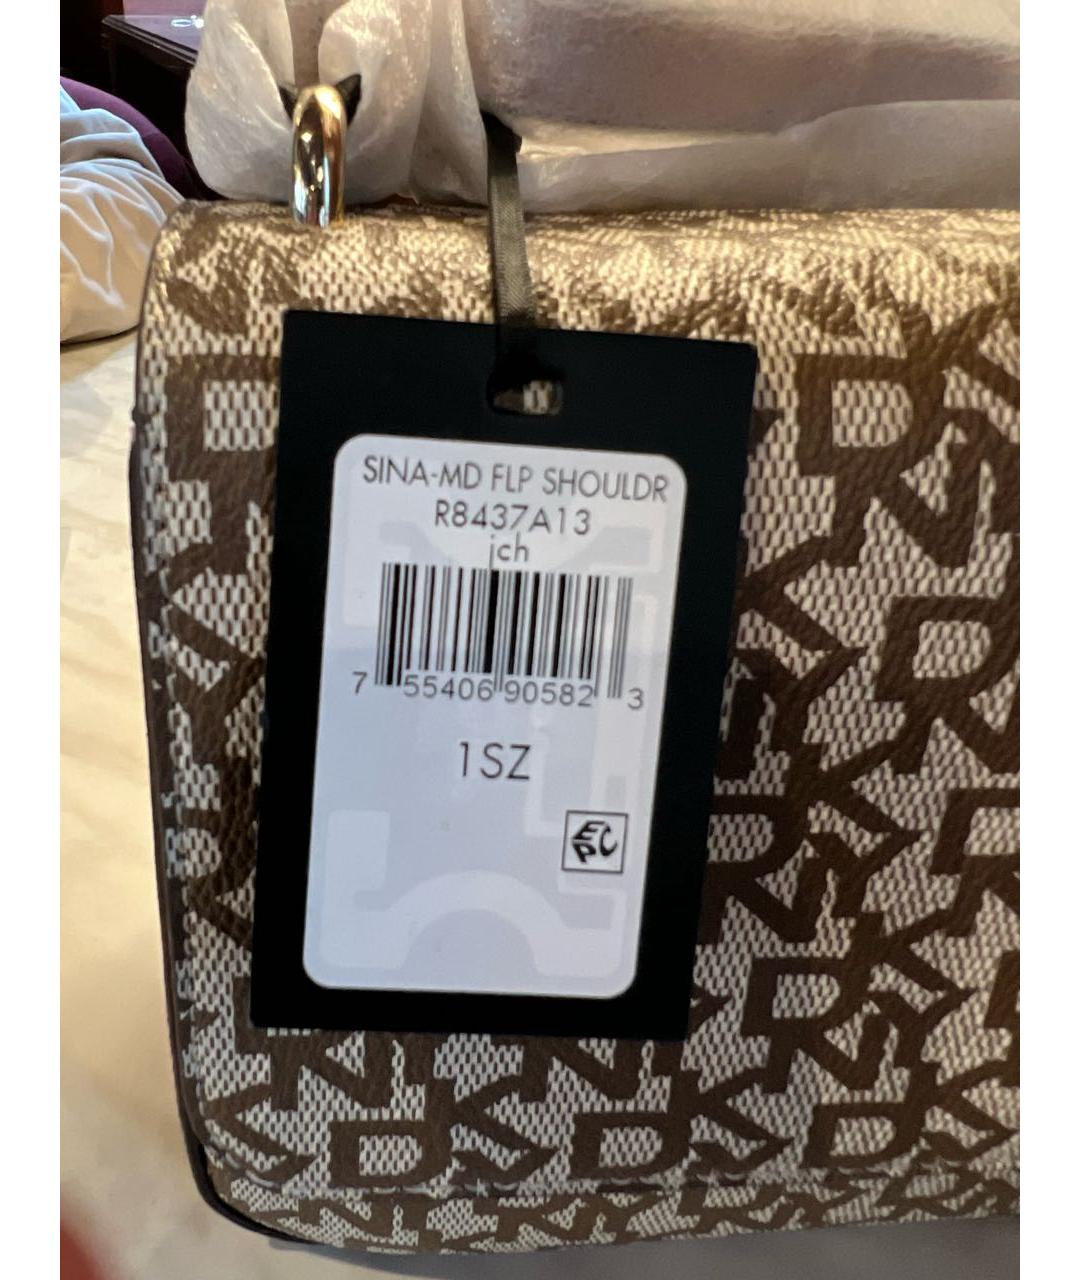 SINA-MD FLP SHOULDR
R8437A13
jch
7 55406 90582 3
1SZ
EPC